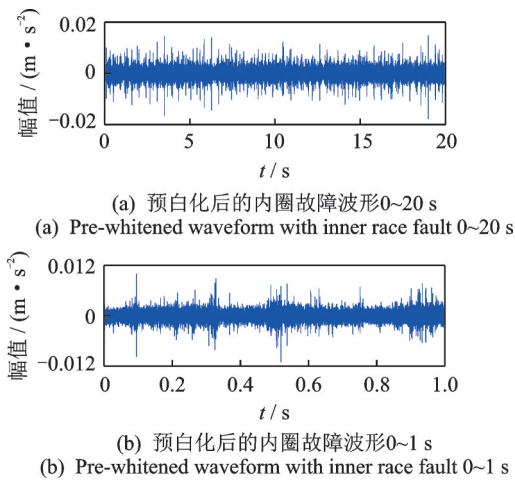 0.02
0
−0.02
幅值 / (m • s⁻²)
0 5 10 15 20
t / s
(a) 预白化后的内圈故障波形0~20 s
(a) Pre-whitened waveform with inner race fault 0~20 s
0.012
0
−0.012
幅值 / (m • s⁻²)
0 0.2 0.4 0.6 0.8 1.0
t / s
(b) 预白化后的内圈故障波形0~1 s
(b) Pre-whitened waveform with inner race fault 0~1 s